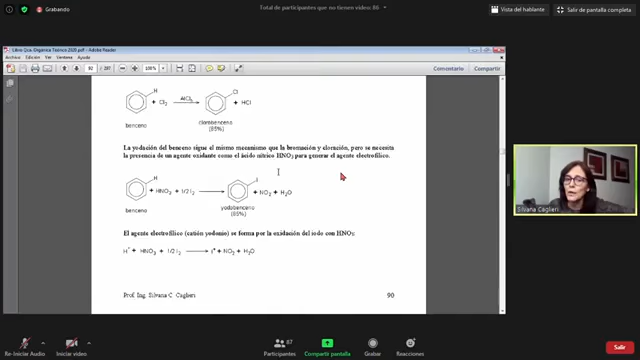 Grabando
Total de participantes que no tienen video: 86
Vista del hablante
Salir de pantalla completa
Libro Quí. Orgánica Teórico 2020.pdf - Adobe Reader
Archivo Edición Ver Ventana Ayuda
92 / 287
100%
Comentario
Compartir
H
Cl
+ Cl2
AlCl3
+ HCl
benceno
clorobenceno
(85%)
La yodación del benceno sigue el mismo mecanismo que la bromación y cloración, pero se necesita
la presencia de un agente oxidante como el ácido nítrico HNO3 para generar el agente electrofílico.
H
I
+ HNO3 + 1/2 I2
+ NO2 + H2O
benceno
yodobenceno
(85%)
El agente electrofílico (catión yodonio) se forma por la oxidación del iodo con HNO3:
H+ + HNO3 + 1/2 I2 I+ + NO2 + H2O
Prof. Ing. Silvana C. Caglieri
90
Silvana Caglieri
Re-Iniciar Audio
Iniciar video
87
Participantes
Compartir pantalla
Grabar
Reacciones
Salir